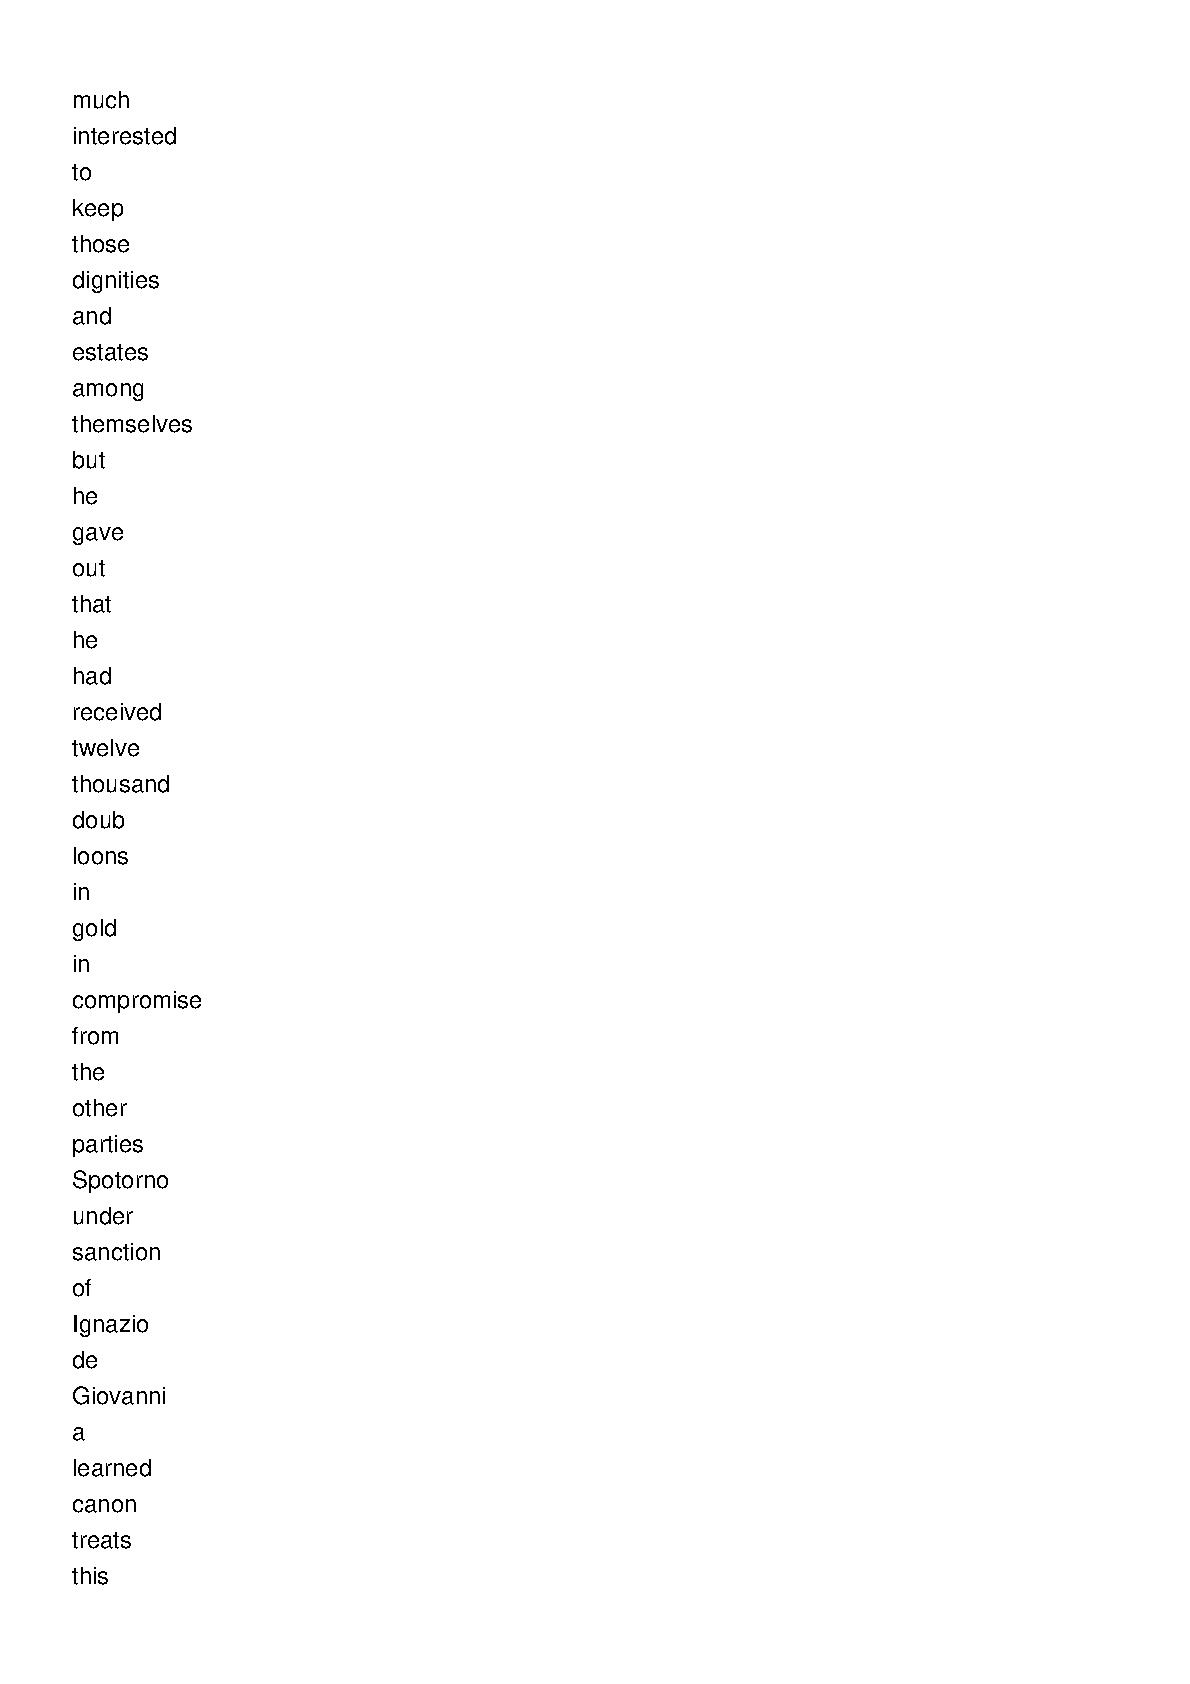 much
interested
to
keep
those
dignities
and
estates
among
themselves
but
he
gave
out
that
he
had
received
twelve
thousand
doub
loons
in
gold
in
compromise
from
the
other
parties
Spotorno
under
sanction
of
Ignazio
de
Giovanni
a
learned
canon
treats
this